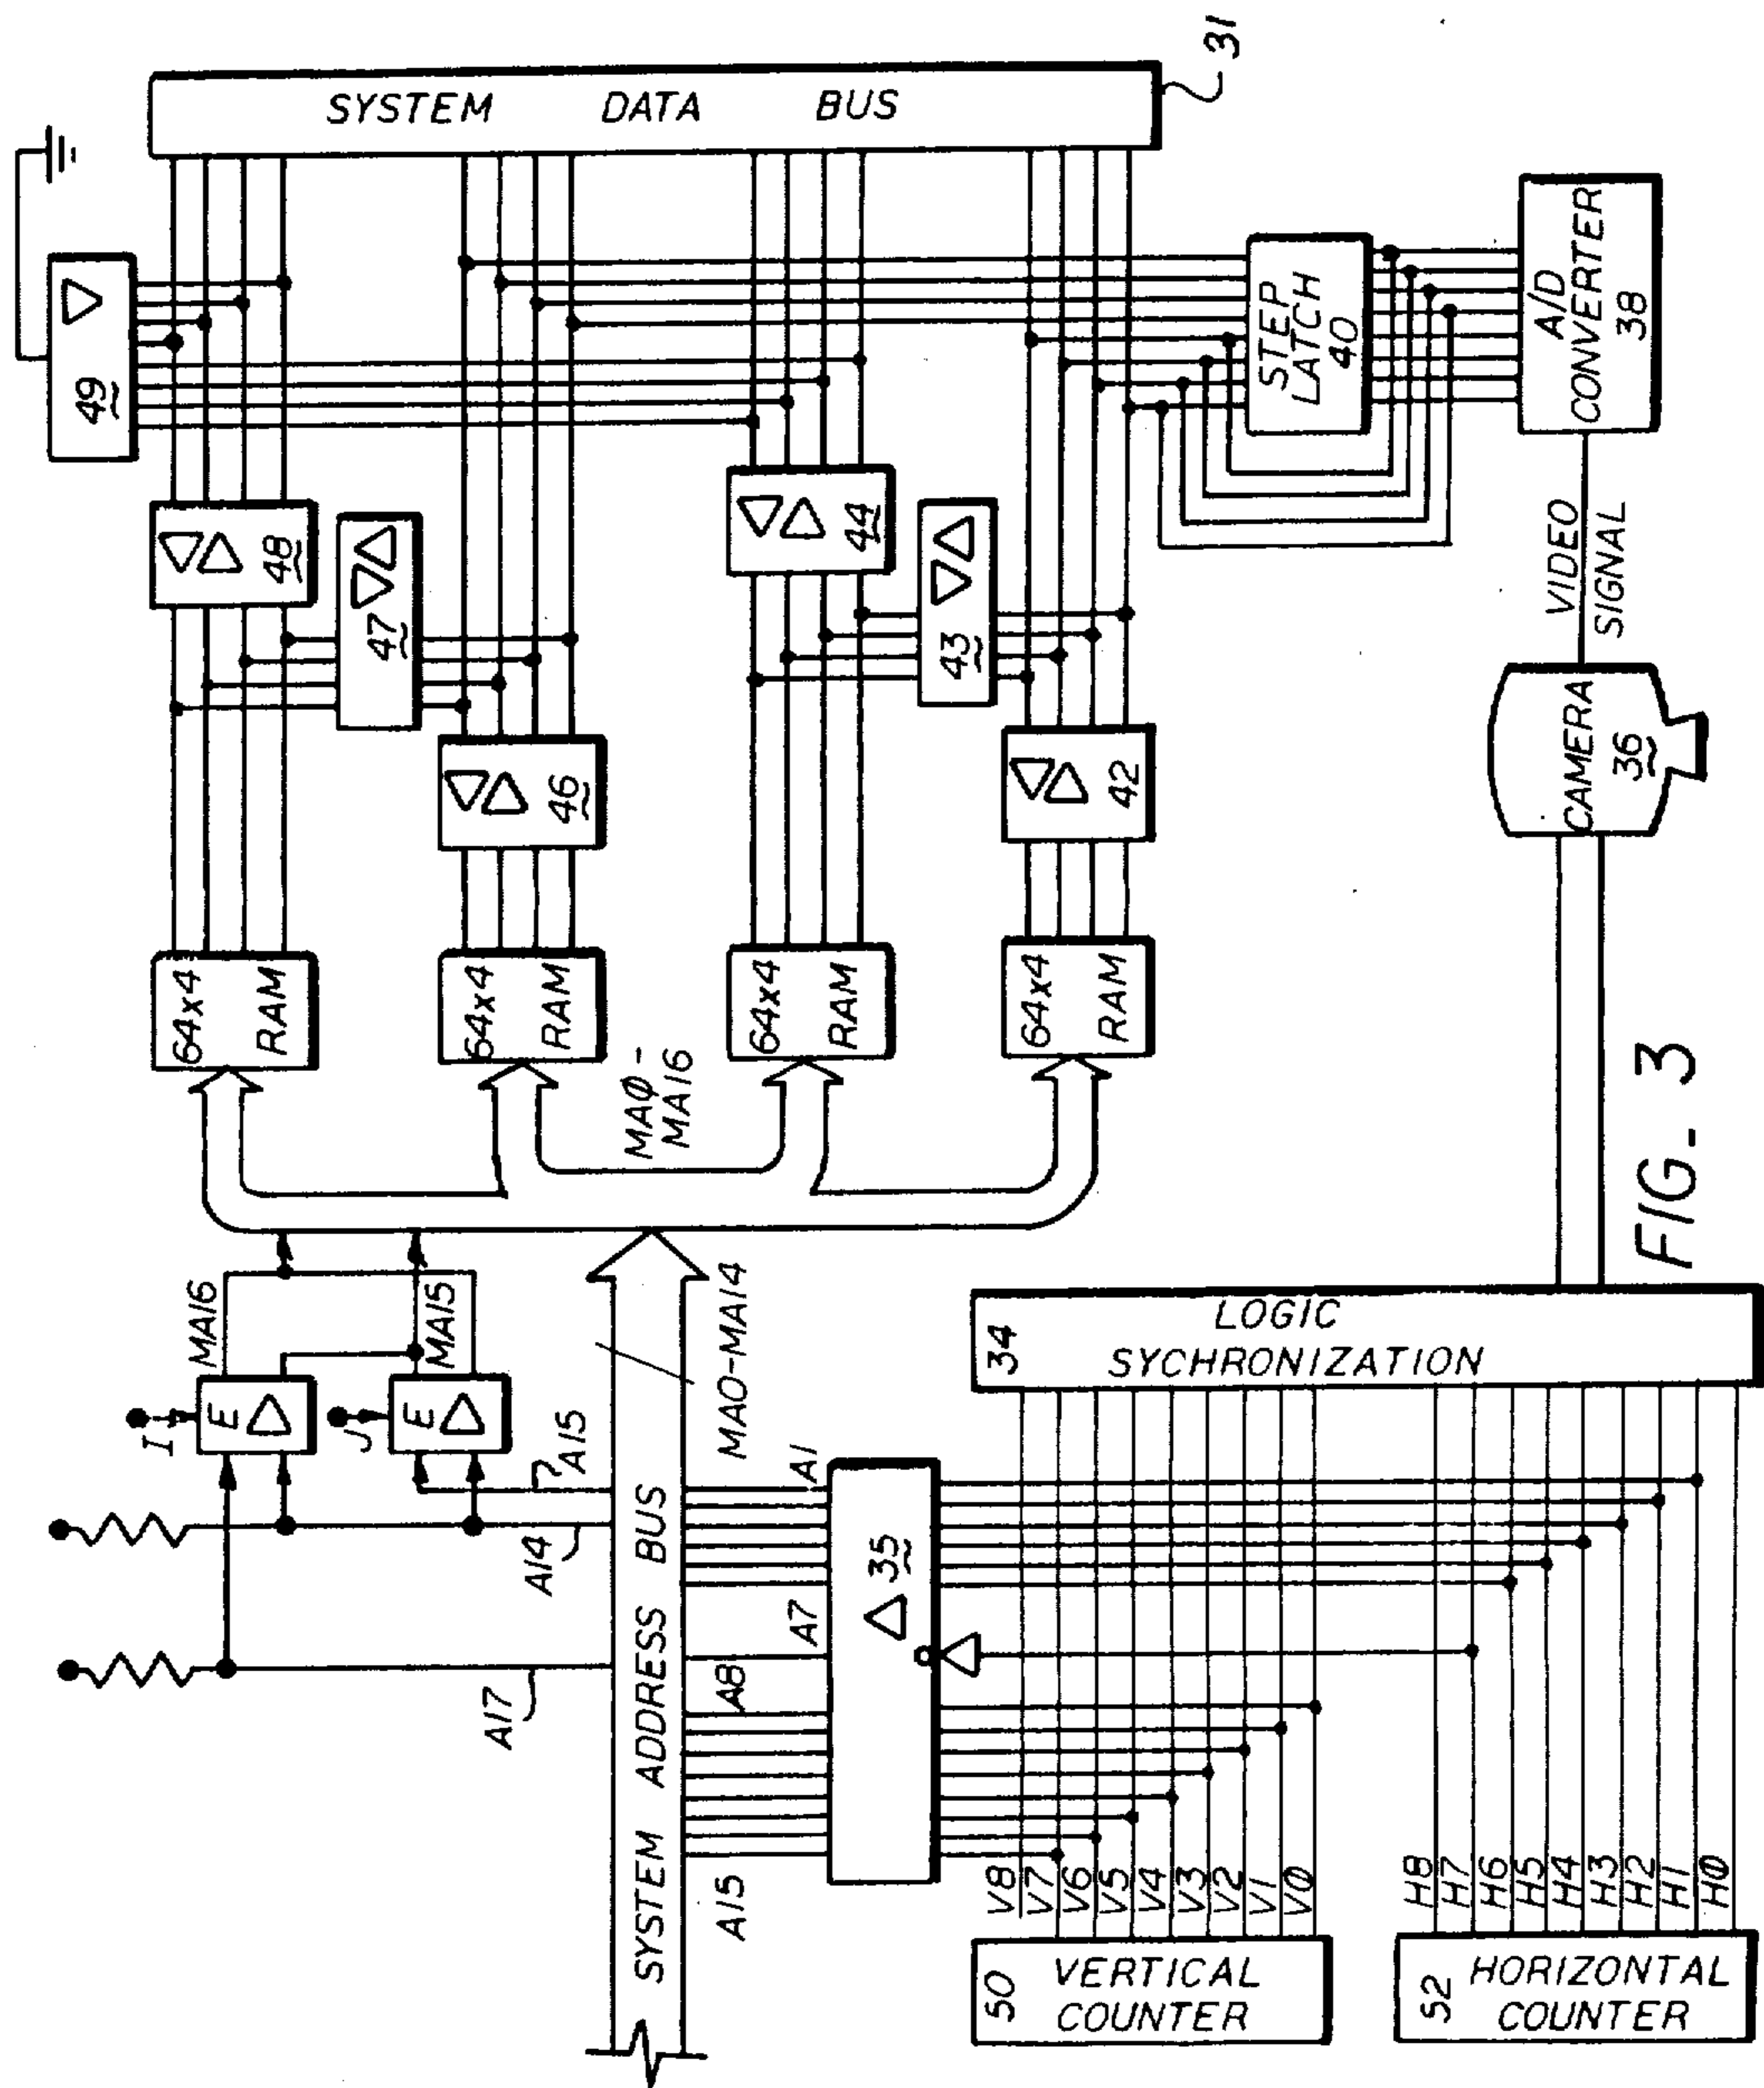 SYSTEM DATA BUS
31
49
48
47
46
44
43
42
64x4
RAM
64x4
RAM
64x4
RAM
64x4
RAM
MAØ-
MA16
STEP
LATCH
40
A/D
CONVERTER
38
VIDEO
SIGNAL
CAMERA
36
MA16
MA15
I
E
J
E
A15
A14
A17
MA0-MA14
SYSTEM ADDRESS BUS
A1
A7
A8
A15
35
34
LOGIC
SYCHRONIZATION
V8
V7
V6
V5
V4
V3
V2
V1
VØ
H8
H7
H6
H5
H4
H3
H2
H1
HØ
50
VERTICAL
COUNTER
52
HORIZONTAL
COUNTER
FIG. 3